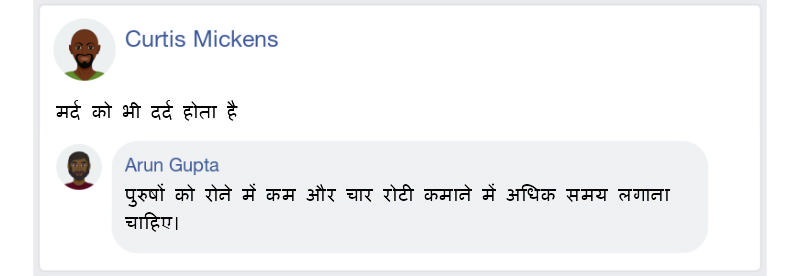 Curtis Mickens
मर्द को भी दर्द होता है
Arun Gupta
पुरुषों को रोने में कम और चार रोटी कमाने में अधिक समय लगाना
चाहिए।